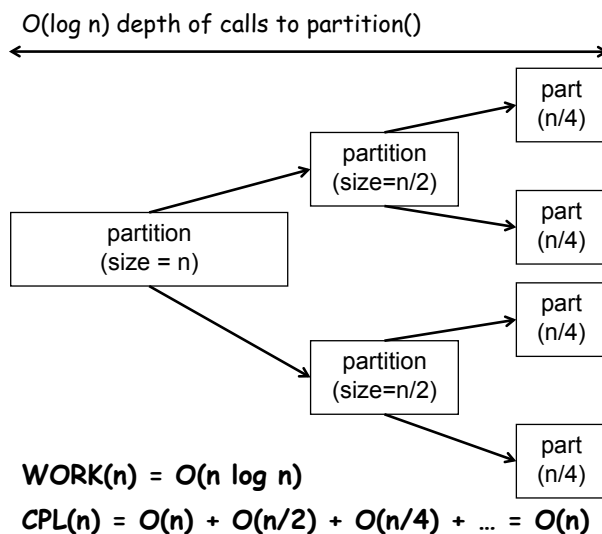 O(log n) depth of calls to partition()
part
(n/4)
partition
(size=n/2)
part
(n/4)
partition
(size = n)
part
(n/4)
partition
(size=n/2)
part
(n/4)
WORK(n) = O(n log n)
CPL(n) = O(n) + O(n/2) + O(n/4) + … = O(n)